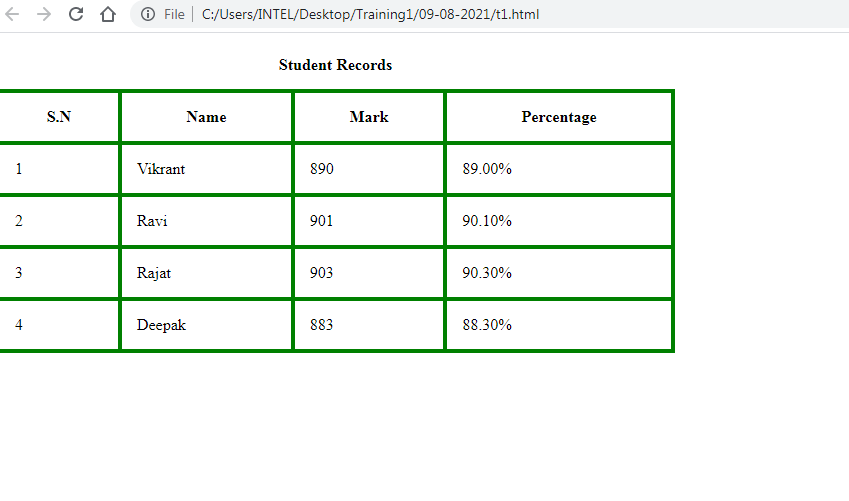 File | C:/Users/INTEL/Desktop/Training1/09-08-2021/t1.html
Student Records
S.N Name Mark Percentage
1 Vikrant 890 89.00%
2 Ravi 901 90.10%
3 Rajat 903 90.30%
4 Deepak 883 88.30%